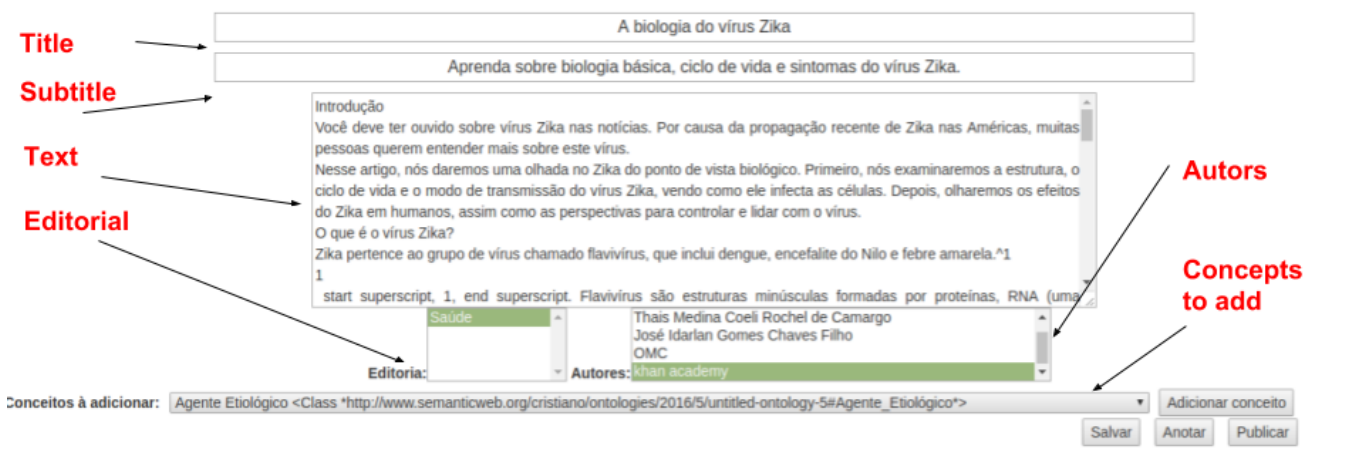 A biologia do vírus Zika
Title
Aprenda sobre biologia básica, ciclo de vida e sintomas do vírus Zika.
Subtitle
Introdução
Você deve ter ouvido sobre vírus Zika nas notícias. Por causa da propagação recente de Zika nas Américas, muitas
pessoas querem entender mais sobre este vírus.
Text
Nesse artigo, nós daremos uma olhada no Zika do ponto de vista biológico. Primeiro, nós examinaremos a estrutura, o
Autors
ciclo de vida e o modo de transmissão do vírus Zika, vendo como ele infecta as células. Depois, olharemos os efeitos
do Zika em humanos, assim como as perspectivas para controlar e lidar com o vírus.
Editorial
O que é o vírus Zika?
Zika pertence ao grupo de vírus chamado flavivírus, que inclui dengue, encefalite do Nilo e febre amarela.^1
1
start superscript, 1, end superscript. Flavivírus são estruturas minúsculas formadas por proteínas, RNA (uma
Concepts
to add
Saúde
Editoria:
Thais Medina Coeli Rochel de Camargo
José Idarlan Gomes Chaves Filho
OMC
Autores: khan academy
Conceitos à adicionar: Agente Etiológico <Class *http://www.semanticweb.org/cristiano/ontologies/2016/5/untitled-ontology-5#Agente_Etiológico*> Adicionar conceito
Salvar Anotar Publicar